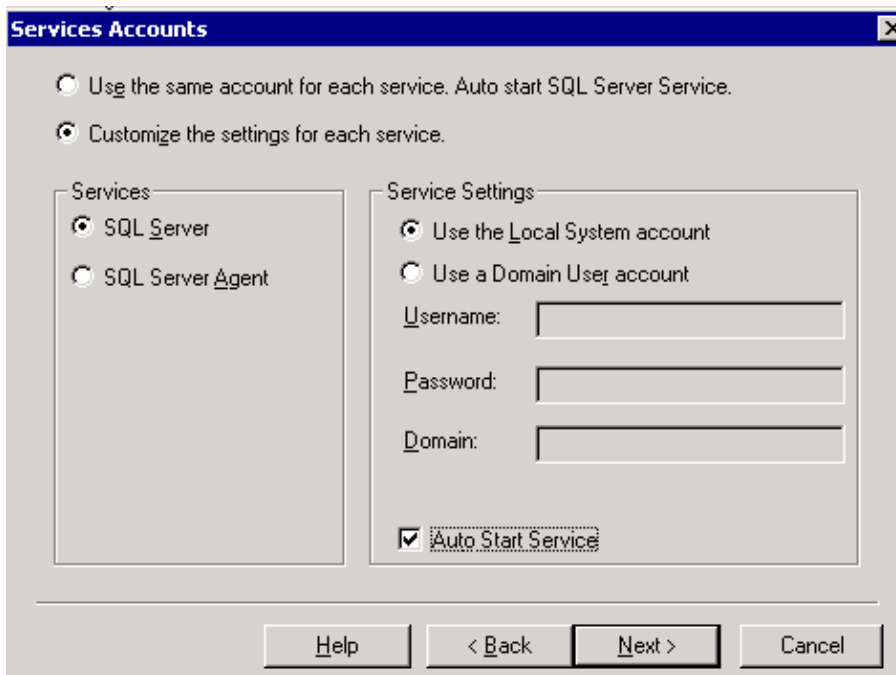 Services Accounts
Use the same account for each service. Auto start SQL Server Service.
Customize the settings for each service.
Services
SQL Server
SQL Server Agent
Service Settings
Use the Local System account
Use a Domain User account
Username:
Password:
Domain:
Auto Start Service
Help
< Back
Next >
Cancel